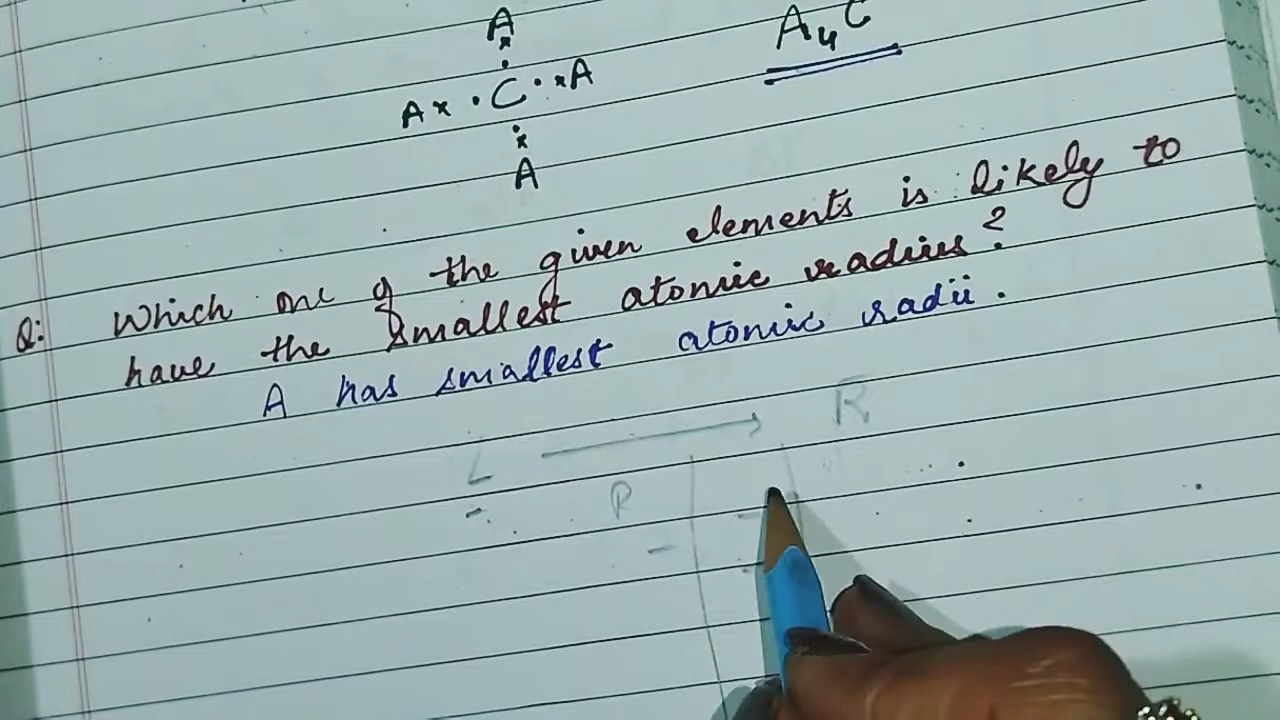 A
A₄C
A× ·C· ×A
A
Q: Which one of the given elements is likely to
have the smallest atomic radius?
A has smallest atomic radii.
L → R
R